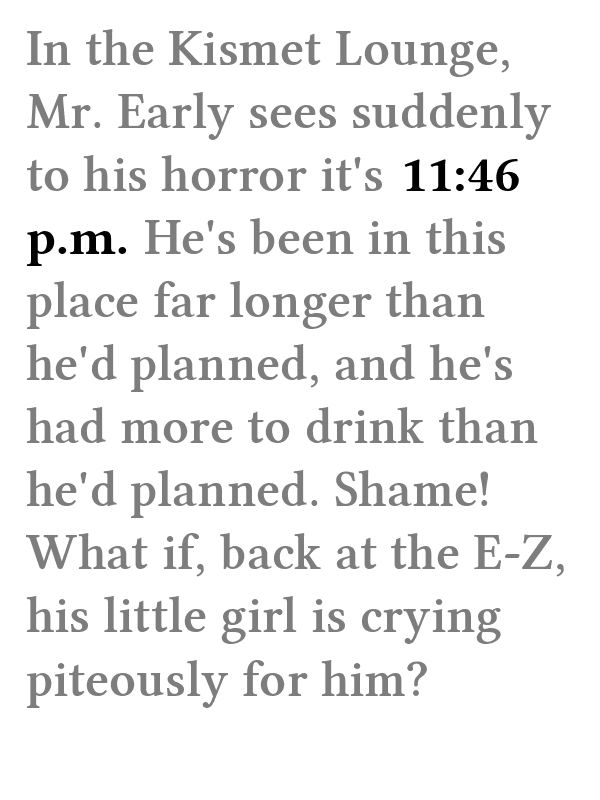 In the Kismet Lounge,
Mr. Early sees suddenly
to his horror it's 11:46
p.m. He's been in this
place far longer than
he'd planned, and he's
had more to drink than
he'd planned. Shame!
What if, back at the E-Z,
his little girl is crying
piteously for him?